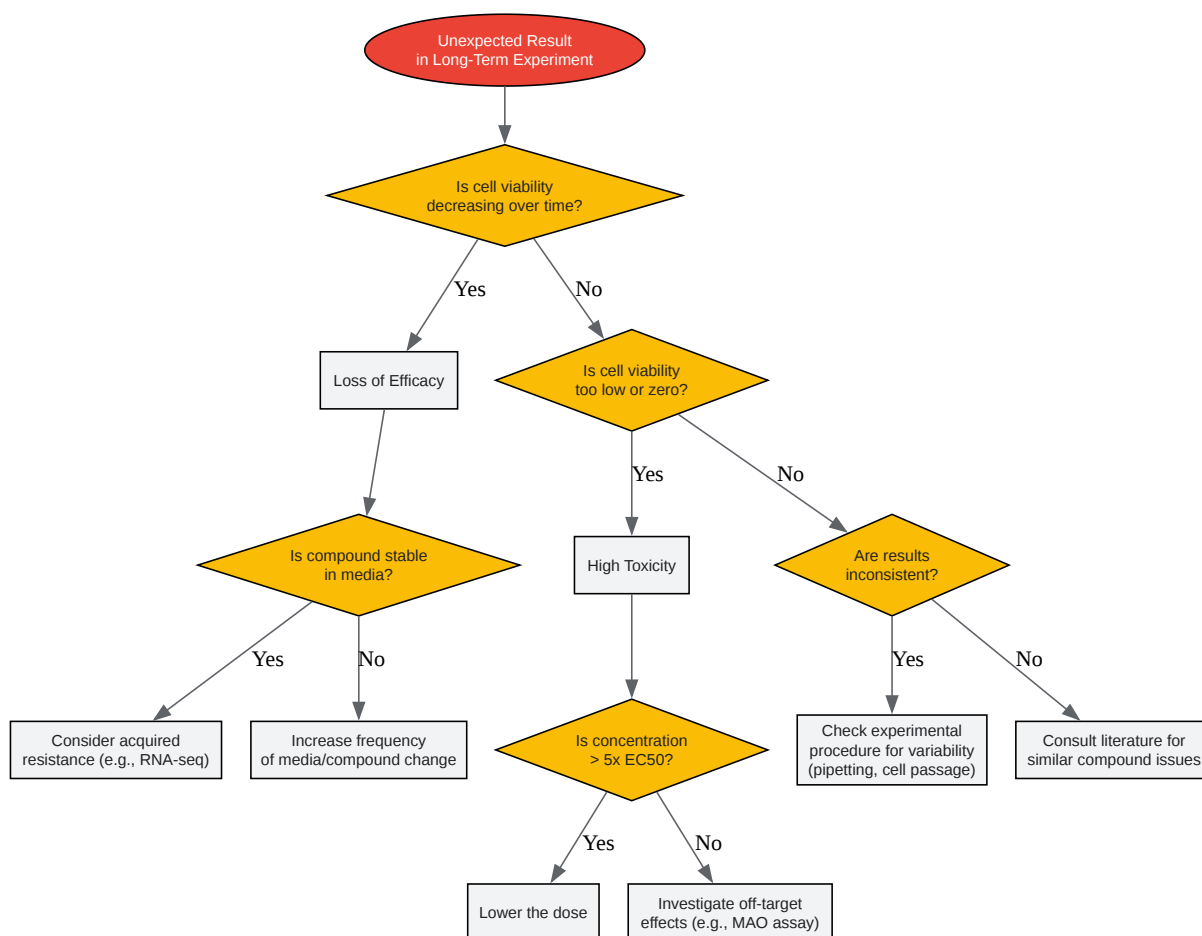 Unexpected Result
in Long-Term Experiment
Is cell viability
decreasing over time?
Yes
No
Loss of Efficacy
Is cell viability
too low or zero?
Yes
No
Is compound stable
in media?
High Toxicity
Are results
inconsistent?
Yes
No
Yes
No
Consider acquired
resistance (e.g., RNA-seq)
Increase frequency
of media/compound change
Is concentration
> 5x EC50?
Check experimental
procedure for variability
(pipetting, cell passage)
Consult literature for
similar compound issues
Yes
No
Lower the dose
Investigate off-target
effects (e.g., MAO assay)